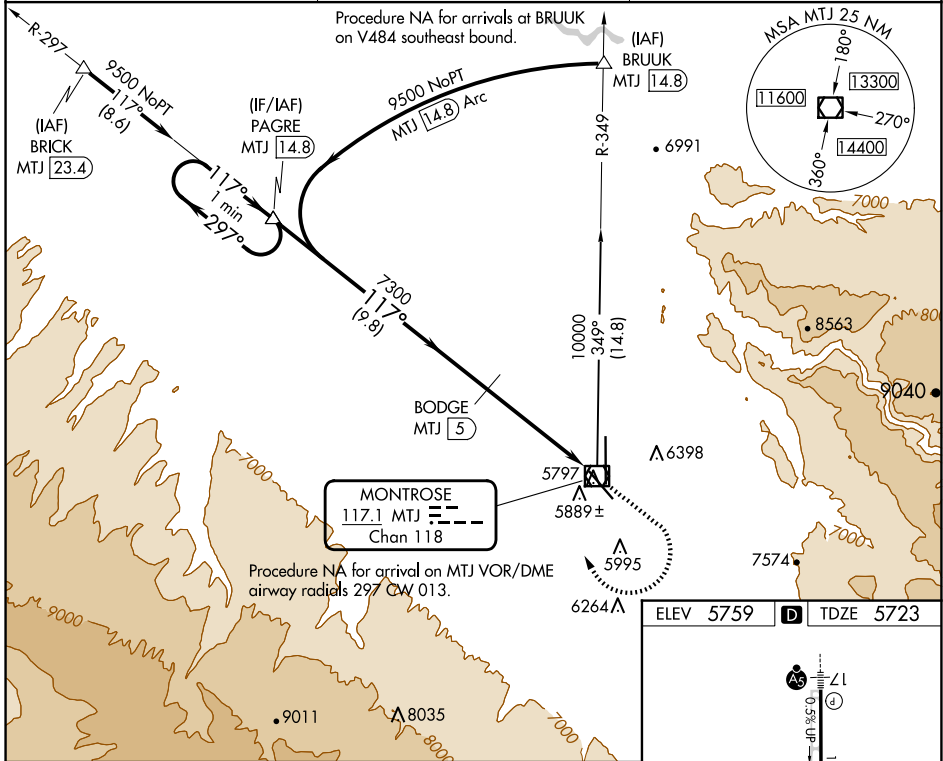 Procedure NA for arrivals at BRUUK
on V484 southeast bound.
R-297
9500 NoPT
117°
(8.6)
(IAF)
BRICK
MTJ 23.4
(IF/IAF)
PAGRE
MTJ 14.8
9500 NoPT
MTJ 14.8 Arc
(IAF)
BRUUK
MTJ 14.8
R-349
6991
MSA MTJ 25 NM
180°
13300
11600
270°
14400
360°
7000
117°
1 min
297°
7300
117°
(9.8)
10000
349°
(14.8)
8563
800
9040
BODGE
MTJ 5
6398
5797
5889±
MONTROSE
117.1 MTJ
Chan 118
5995
7574
7000
6264
Procedure NA for arrival on MTJ VOR/DME
airway radials 297 CW 013.
7000
7000
9000
9011
8035
8000
7000
ELEV 5759 D TDZE 5723
A5
17
P
0.5% UP
1